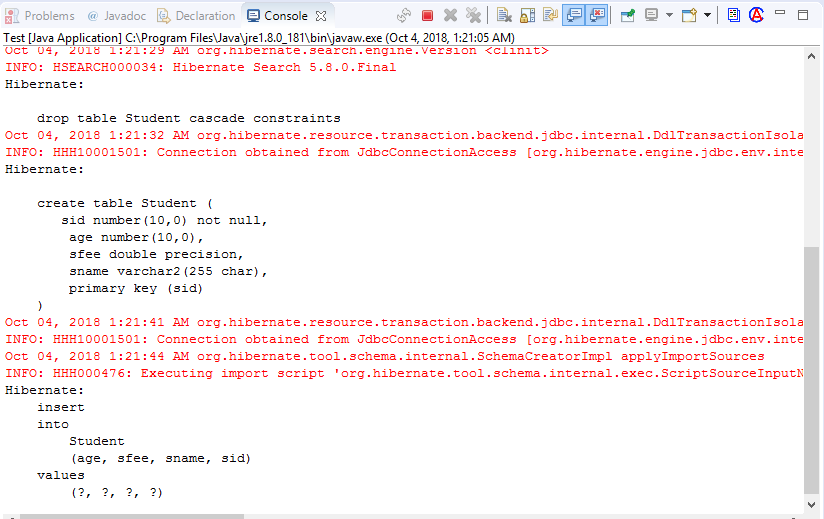 Problems @ Javadoc Declaration Console
Test [Java Application] C:\Program Files\Java\jre1.8.0_181\bin\javaw.exe (Oct 4, 2018, 1:21:05 AM)
Oct 04, 2018 1:21:29 AM org.hibernate.search.engine.Version <clinit>
INFO: HSEARCH000034: Hibernate Search 5.8.0.Final
Hibernate:
drop table Student cascade constraints
Oct 04, 2018 1:21:32 AM org.hibernate.resource.transaction.backend.jdbc.internal.DdlTransactionIsola
INFO: HHH10001501: Connection obtained from JdbcConnectionAccess [org.hibernate.engine.jdbc.env.inte
Hibernate:
create table Student (
sid number(10,0) not null,
age number(10,0),
sfee double precision,
sname varchar2(255 char),
primary key (sid)
)
Oct 04, 2018 1:21:41 AM org.hibernate.resource.transaction.backend.jdbc.internal.DdlTransactionIsola
INFO: HHH10001501: Connection obtained from JdbcConnectionAccess [org.hibernate.engine.jdbc.env.inte
Oct 04, 2018 1:21:44 AM org.hibernate.tool.schema.internal.SchemaCreatorImpl applyImportSources
INFO: HHH000476: Executing import script 'org.hibernate.tool.schema.internal.exec.ScriptSourceInputN
Hibernate:
insert
into
Student
(age, sfee, sname, sid)
values
(?, ?, ?, ?)